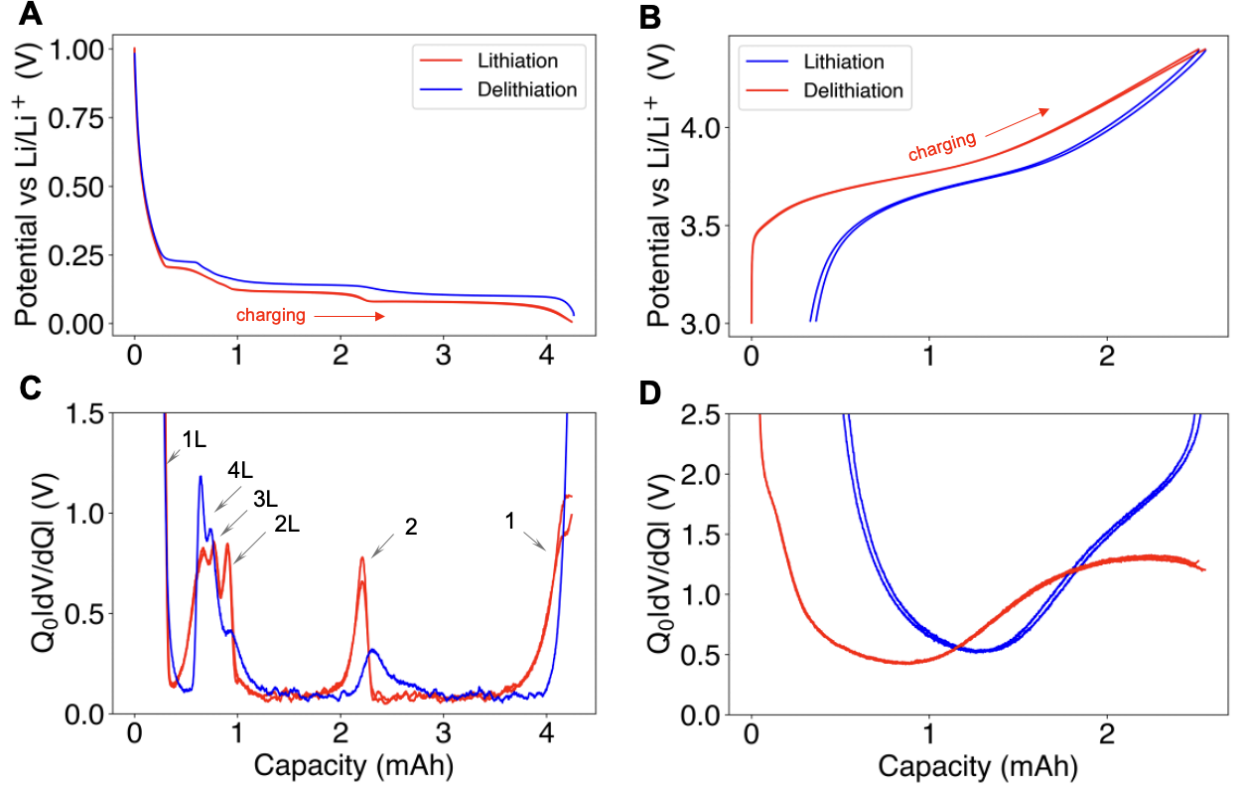 A
Potential vs Li/Li⁺ (V)
1.00
0.75
0.50
0.25
0.00
Lithiation
Delithiation
charging
0 1 2 3 4
B
Potential vs Li/Li⁺ (V)
4.0
3.5
3.0
Lithiation
Delithiation
charging
0 1 2
C
Q₀|dV/dQ| (V)
1.5
1.0
0.5
0.0
1L
4L
3L
2L
2
1
0 1 2 3 4
Capacity (mAh)
D
Q₀|dV/dQ| (V)
2.5
2.0
1.5
1.0
0.5
0.0
0 1 2
Capacity (mAh)